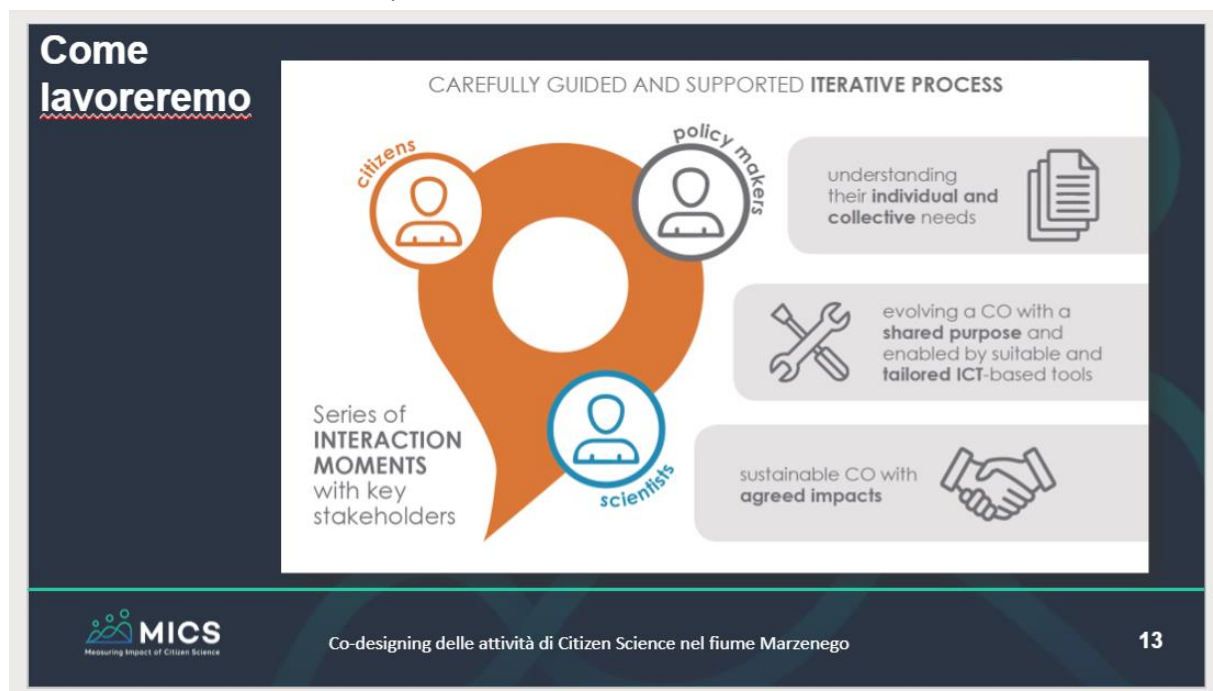 Come
lavoreremo
CAREFULLY GUIDED AND SUPPORTED ITERATIVE PROCESS
citizens
policy makers
understanding
their individual and
collective needs
evolving a CO with a
shared purpose and
enabled by suitable and
tailored ICT-based tools
Series of
INTERACTION
MOMENTS
with key
stakeholders
scientists
sustainable CO with
agreed impacts
MICS
Measuring Impact of Citizen Science
Co-designing delle attività di Citizen Science nel fiume Marzenego
13